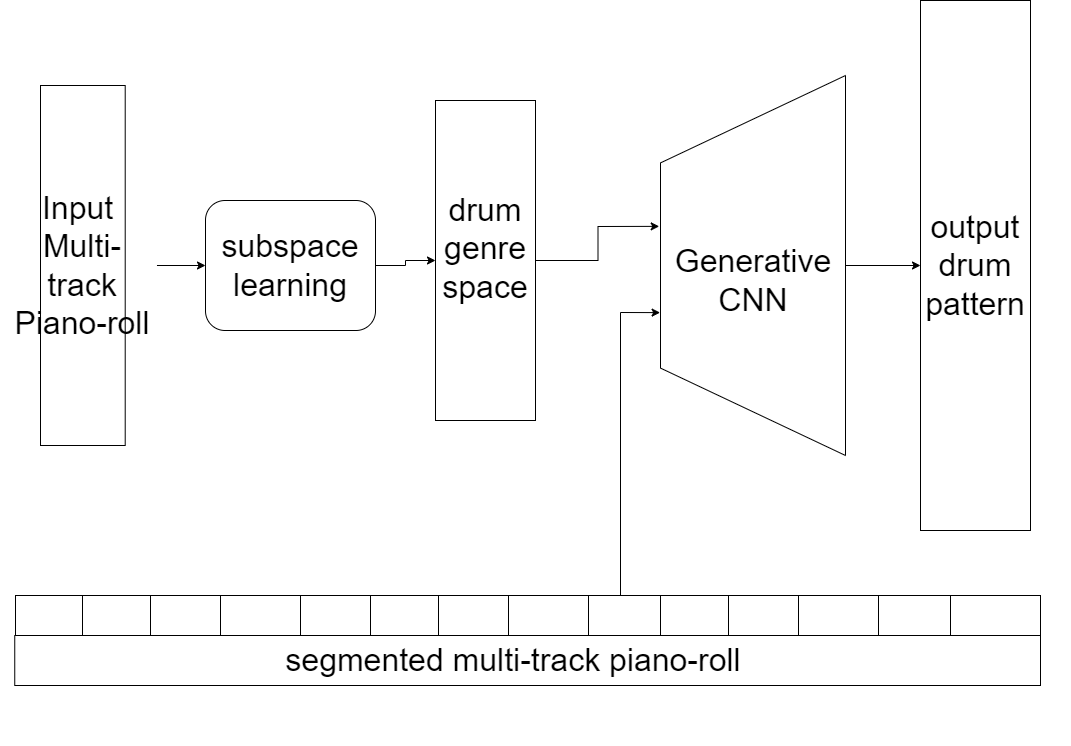 Input
Multi-
track
Piano-roll
subspace
learning
drum
genre
space
Generative
CNN
output
drum
pattern
segmented multi-track piano-roll